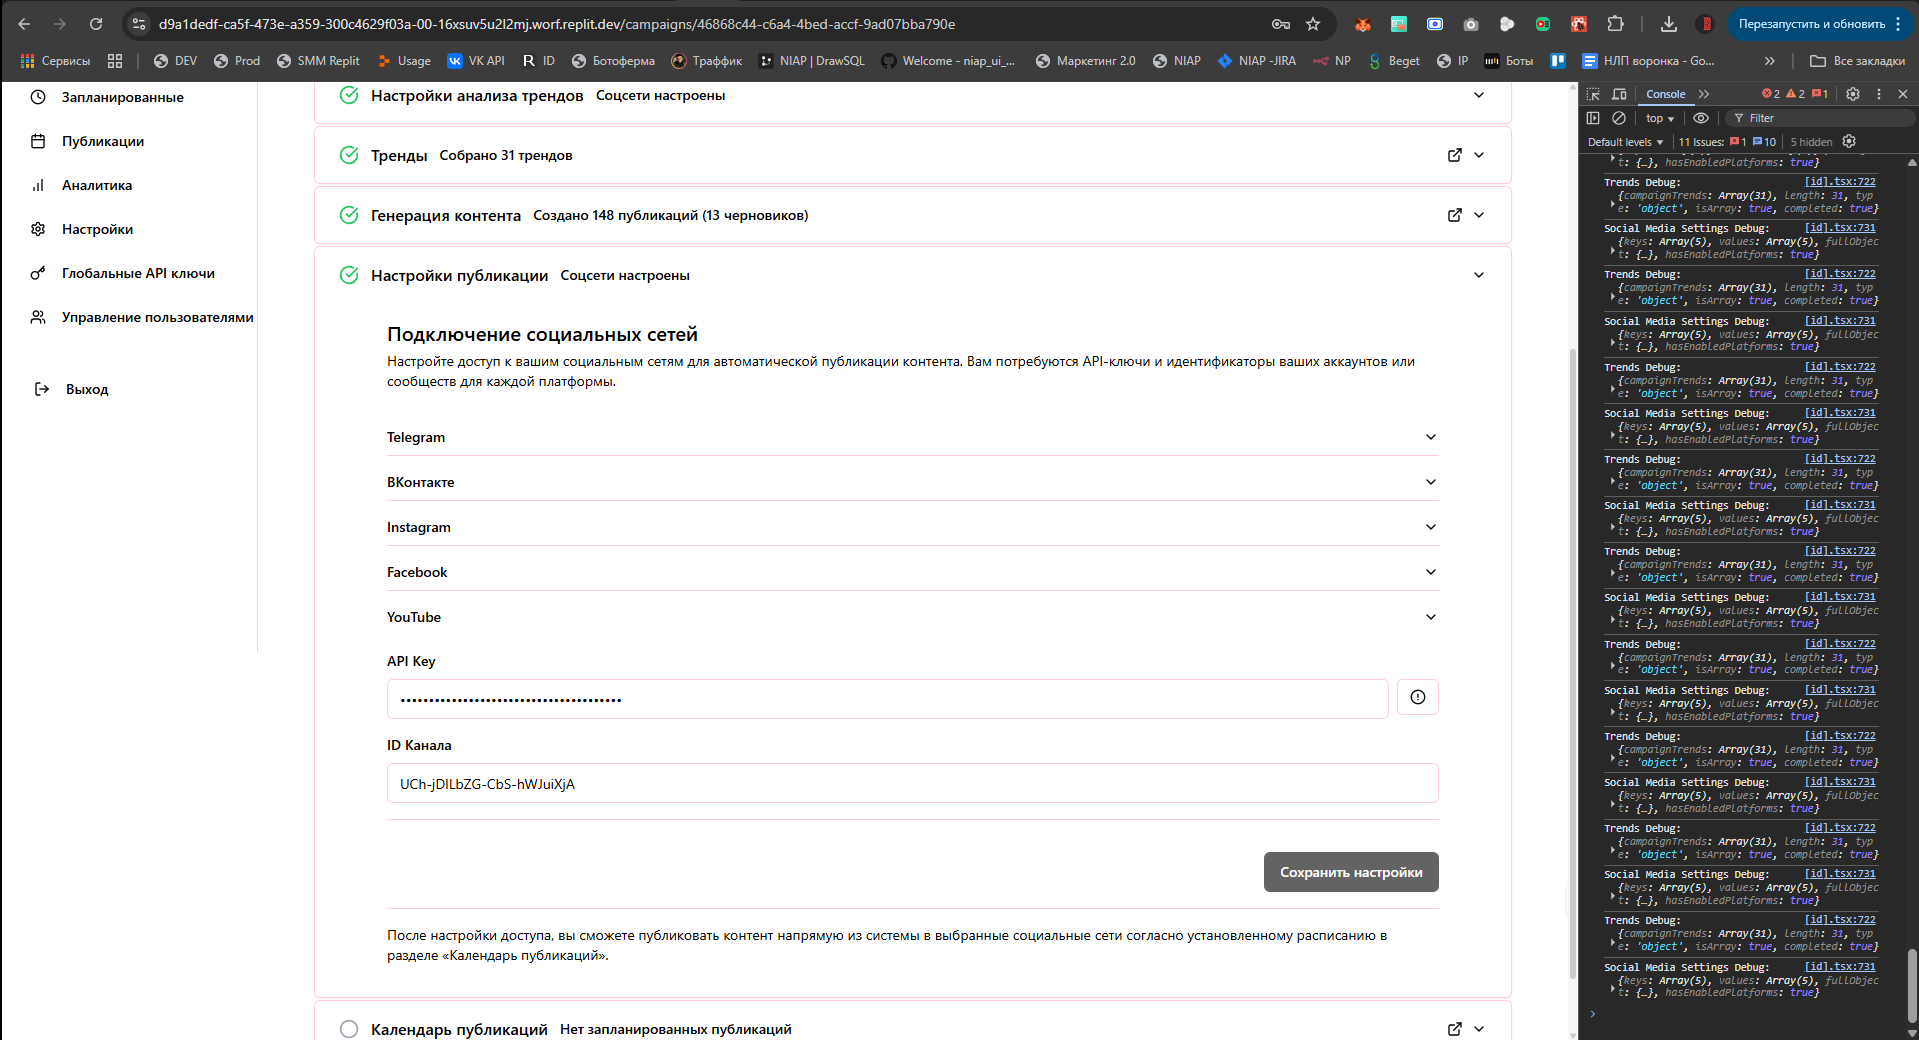 d9a1dedf-ca5f-473e-a359-300c4629f03a-00-16xsuv5u2l2mj.worf.replit.dev/campaigns/46868c44-c6a4-4bed-accf-9ad07bba790e
Перезапустить и обновить
Сервисы DEV Prod SMM Replit Usage VK API ID Ботоферма Траффик NIAP | DrawSQL Welcome - niap_ui_... Маркетинг 2.0 NIAP NIAP -JIRA NP Beget IP Боты НЛП воронка - Go... Все закладки
Запланированные
Публикации
Аналитика
Настройки
Глобальные API ключи
Управление пользователями
Выход
Настройки анализа трендов Соцсети настроены
Тренды Собрано 31 трендов
Генерация контента Создано 148 публикаций (13 черновиков)
Настройки публикации Соцсети настроены
Подключение социальных сетей
Настройте доступ к вашим социальным сетям для автоматической публикации контента. Вам потребуются API-ключи и идентификаторы ваших аккаунтов или
сообществ для каждой платформы.
Telegram
ВКонтакте
Instagram
Facebook
YouTube
API Key
••••••••••••••••••••••••••••••••••••••
ID Канала
UCh-jDILbZG-CbS-hWJuiXjA
Сохранить настройки
После настройки доступа, вы сможете публиковать контент напрямую из системы в выбранные социальные сети согласно установленному расписанию в
разделе «Календарь публикаций».
Календарь публикаций Нет запланированных публикаций
Console 2 2 1
top Filter
Default levels 11 Issues: 1 10 5 hidden
t: {…}, hasEnabledPlatforms: true}
Trends Debug: [id].tsx:722
{campaignTrends: Array(31), length: 31, typ
e: 'object', isArray: true, completed: true}
Social Media Settings Debug: [id].tsx:731
{keys: Array(5), values: Array(5), fullObjec
t: {…}, hasEnabledPlatforms: true}
Trends Debug: [id].tsx:722
{campaignTrends: Array(31), length: 31, typ
e: 'object', isArray: true, completed: true}
Social Media Settings Debug: [id].tsx:731
{keys: Array(5), values: Array(5), fullObjec
t: {…}, hasEnabledPlatforms: true}
Trends Debug: [id].tsx:722
{campaignTrends: Array(31), length: 31, typ
e: 'object', isArray: true, completed: true}
Social Media Settings Debug: [id].tsx:731
{keys: Array(5), values: Array(5), fullObjec
t: {…}, hasEnabledPlatforms: true}
Trends Debug: [id].tsx:722
{campaignTrends: Array(31), length: 31, typ
e: 'object', isArray: true, completed: true}
Social Media Settings Debug: [id].tsx:731
{keys: Array(5), values: Array(5), fullObjec
t: {…}, hasEnabledPlatforms: true}
Trends Debug: [id].tsx:722
{campaignTrends: Array(31), length: 31, typ
e: 'object', isArray: true, completed: true}
Social Media Settings Debug: [id].tsx:731
{keys: Array(5), values: Array(5), fullObjec
t: {…}, hasEnabledPlatforms: true}
Trends Debug: [id].tsx:722
{campaignTrends: Array(31), length: 31, typ
e: 'object', isArray: true, completed: true}
Social Media Settings Debug: [id].tsx:731
{keys: Array(5), values: Array(5), fullObjec
t: {…}, hasEnabledPlatforms: true}
Trends Debug: [id].tsx:722
{campaignTrends: Array(31), length: 31, typ
e: 'object', isArray: true, completed: true}
Social Media Settings Debug: [id].tsx:731
{keys: Array(5), values: Array(5), fullObjec
t: {…}, hasEnabledPlatforms: true}
Trends Debug: [id].tsx:722
{campaignTrends: Array(31), length: 31, typ
e: 'object', isArray: true, completed: true}
Social Media Settings Debug: [id].tsx:731
{keys: Array(5), values: Array(5), fullObjec
t: {…}, hasEnabledPlatforms: true}
Trends Debug: [id].tsx:722
{campaignTrends: Array(31), length: 31, typ
e: 'object', isArray: true, completed: true}
Social Media Settings Debug: [id].tsx:731
{keys: Array(5), values: Array(5), fullObjec
t: {…}, hasEnabledPlatforms: true}